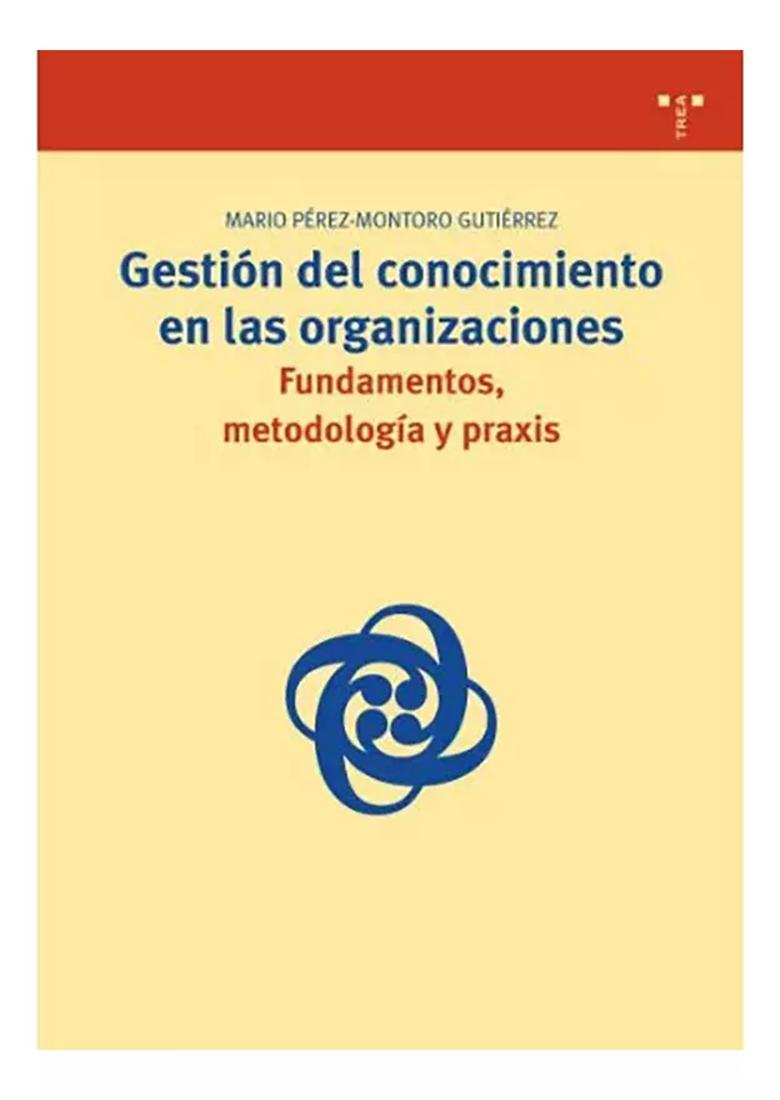 TREA
MARIO PÉREZ-MONTORO GUTIÉRREZ
Gestión del conocimiento
en las organizaciones
Fundamentos,
metodología y praxis